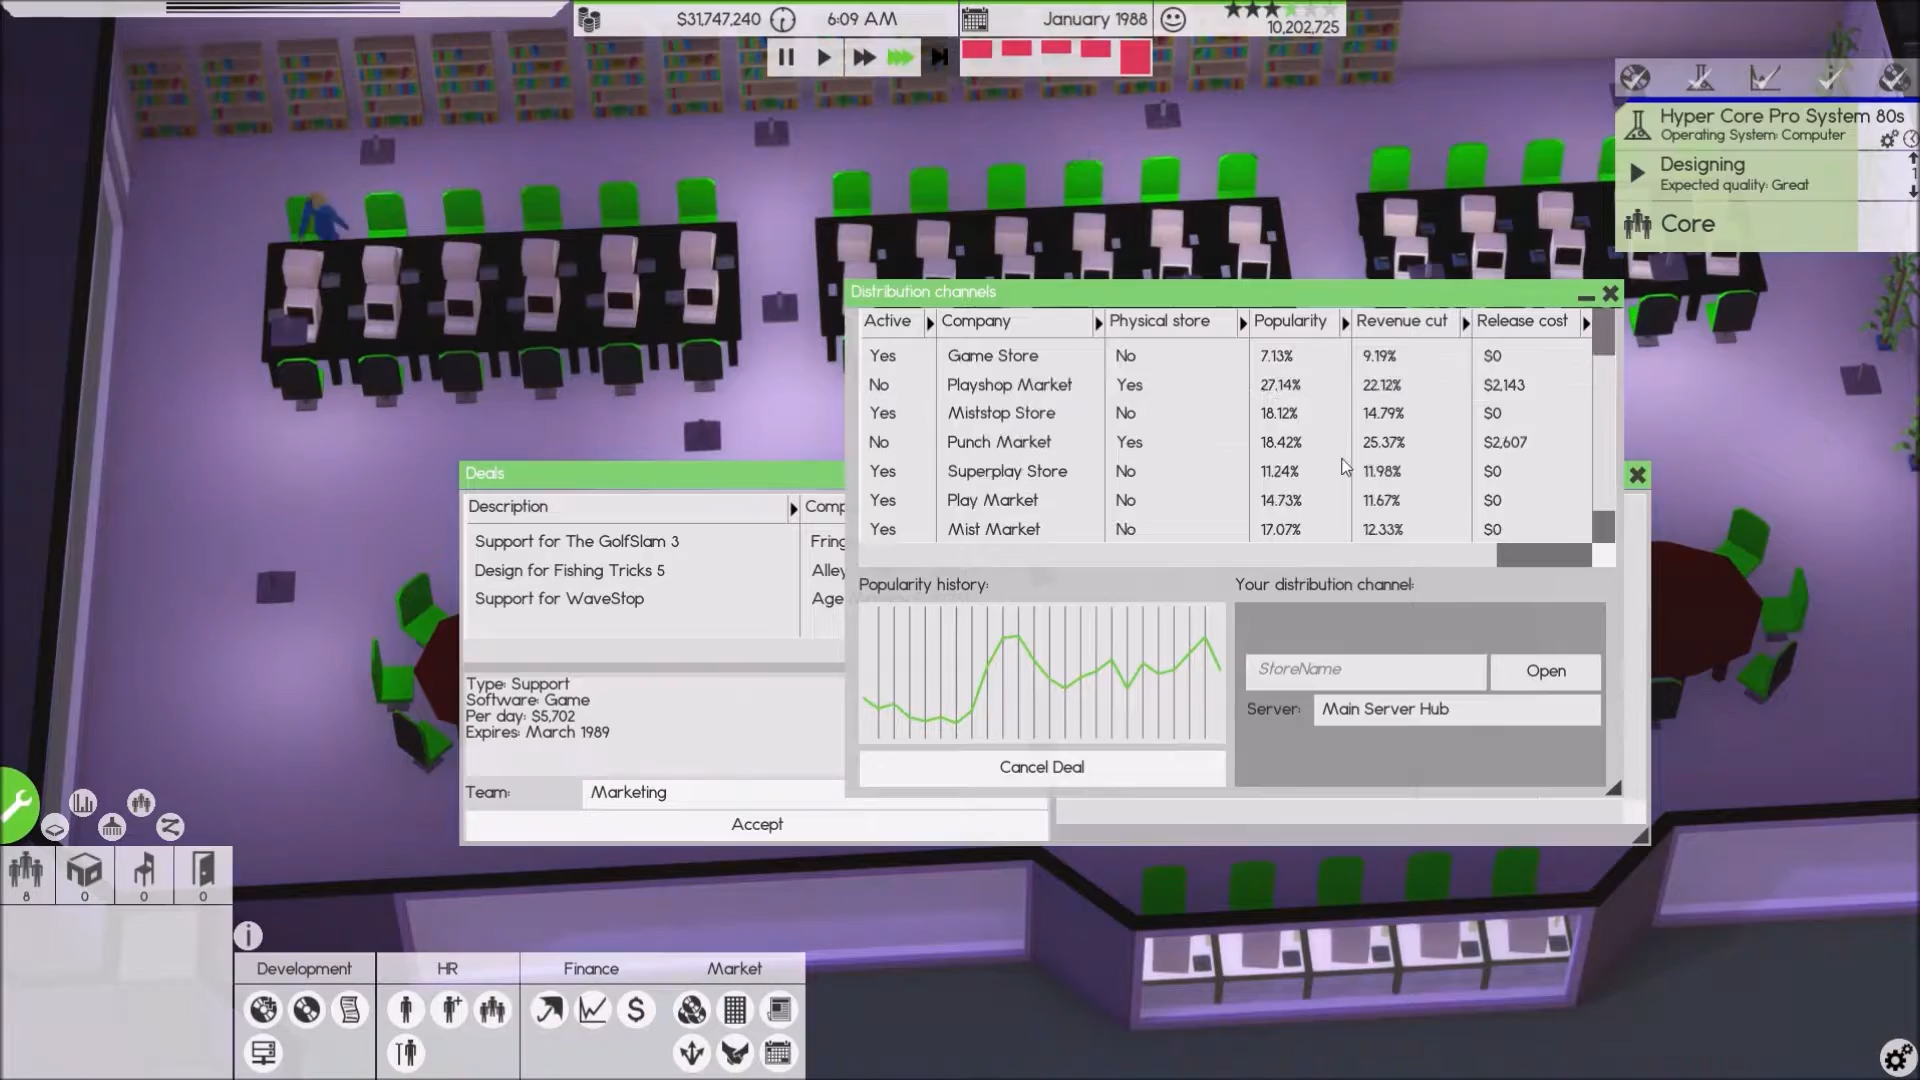 $31,747,240
6:09 AM
January 1988
10,202,725
Hyper Core Pro System 80s
Operating System: Computer
Designing
Expected quality: Great
1
Core
Distribution channels
Active Company Physical store Popularity Revenue cut Release cost
Yes Game Store No 7.13% 9.19% $0
No Playshop Market Yes 27.14% 22.12% $2,143
Yes Miststop Store No 18.12% 14.79% $0
No Punch Market Yes 18.42% 25.37% $2,607
Yes Superplay Store No 11.24% 11.98% $0
Yes Play Market No 14.73% 11.67% $0
Yes Mist Market No 17.07% 12.33% $0
Popularity history:
Your distribution channel:
StoreName
Open
Server: Main Server Hub
Cancel Deal
Deals
Description Comp
Support for The GolfSlam 3 Fring
Design for Fishing Tricks 5 Alley
Support for WaveStop Age
Type: Support
Software: Game
Per day: $5,702
Expires: March 1989
Team: Marketing
Accept
8 0 0 0
Development HR Finance Market